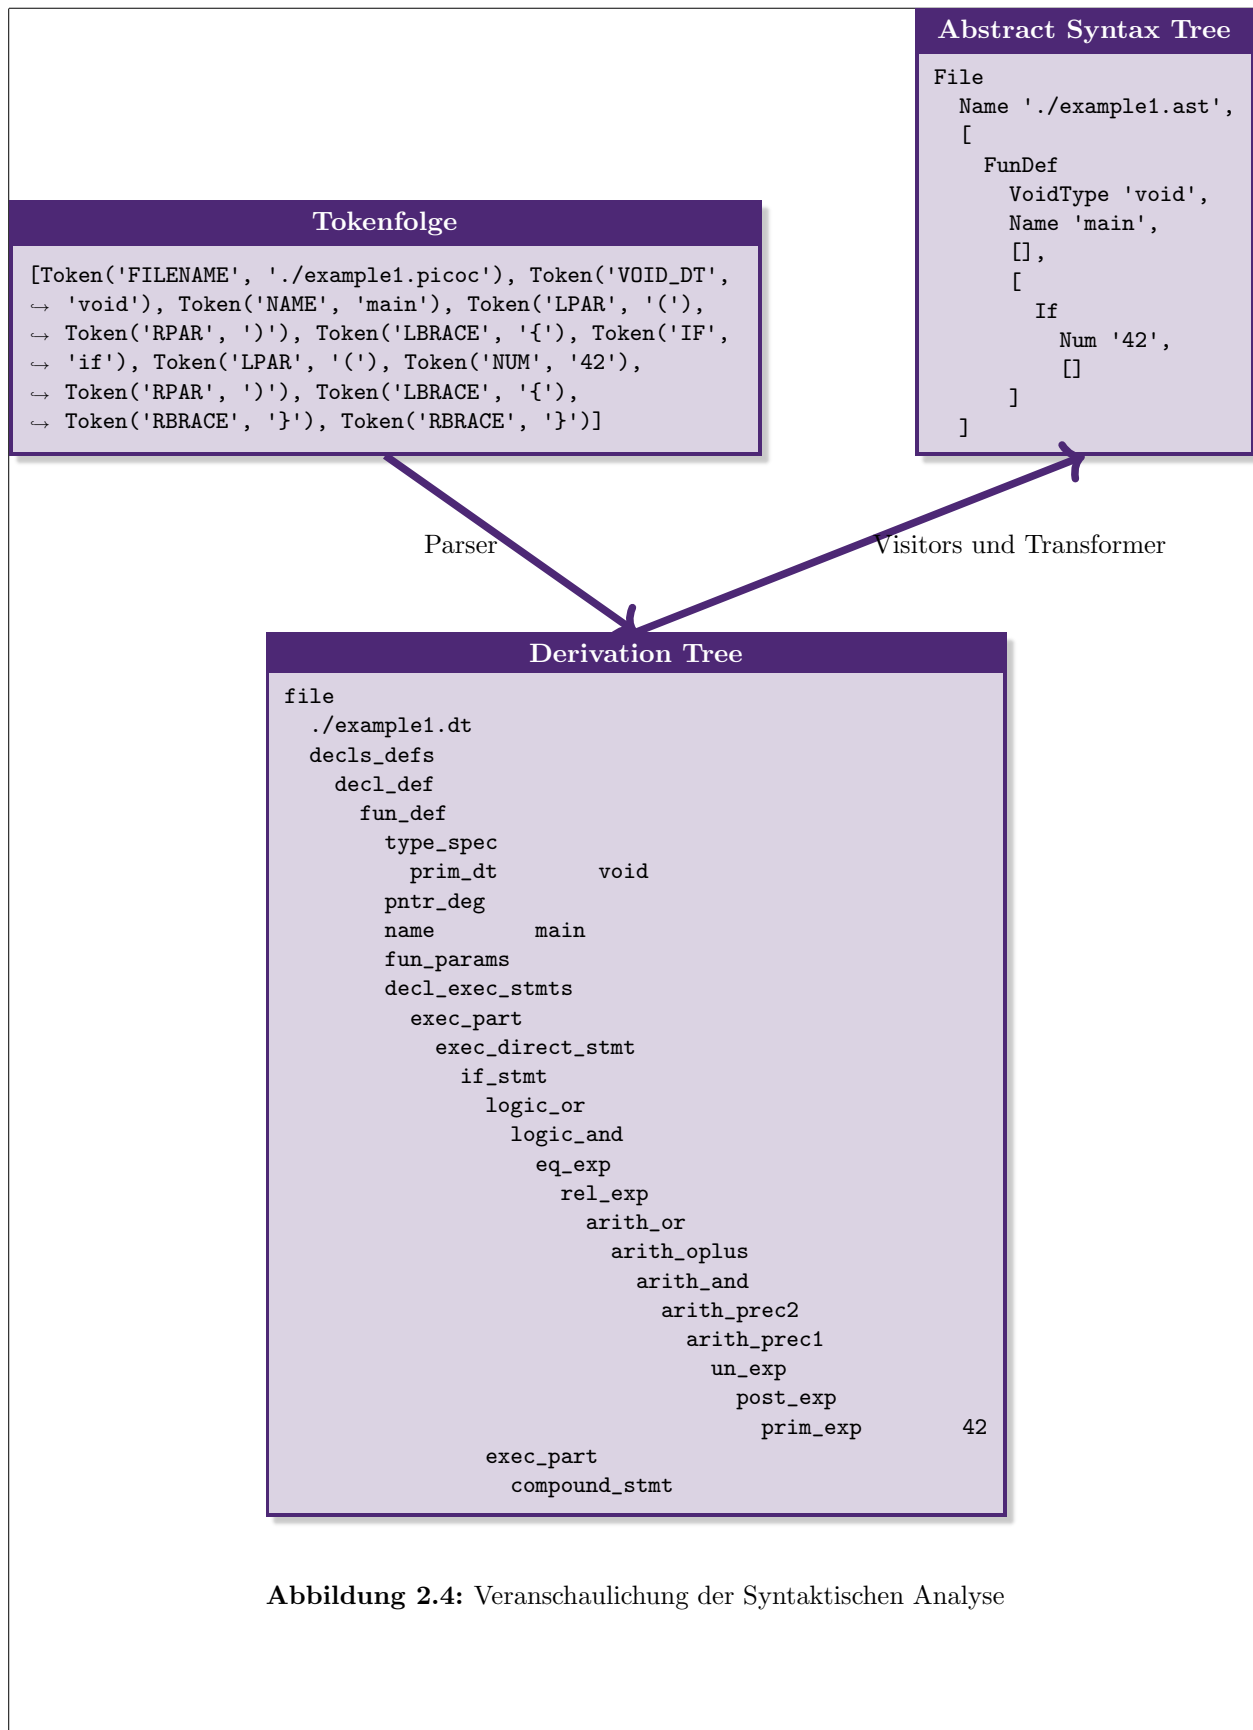 Abstract Syntax Tree
File
  Name './example1.ast',
  [
    FunDef
      VoidType 'void',
      Name 'main',
      [],
      [
        If
          Num '42',
          []
      ]
  ]
Tokenfolge
[Token('FILENAME', './example1.picoc'), Token('VOID_DT',
↪ 'void'), Token('NAME', 'main'), Token('LPAR', '('),
↪ Token('RPAR', ')'), Token('LBRACE', '{'), Token('IF',
↪ 'if'), Token('LPAR', '('), Token('NUM', '42'),
↪ Token('RPAR', ')'), Token('LBRACE', '{'),
↪ Token('RBRACE', '}'), Token('RBRACE', '}')]
Parser
Visitors und Transformer
Derivation Tree
file
  ./example1.dt
  decls_defs
    decl_def
      fun_def
        type_spec
          prim_dt        void
        pntr_deg
        name        main
        fun_params
        decl_exec_stmts
          exec_part
            exec_direct_stmt
              if_stmt
                logic_or
                  logic_and
                    eq_exp
                      rel_exp
                        arith_or
                          arith_oplus
                            arith_and
                              arith_prec2
                                arith_prec1
                                  un_exp
                                    post_exp
                                      prim_exp        42
                exec_part
                  compound_stmt
Abbildung 2.4: Veranschaulichung der Syntaktischen Analyse